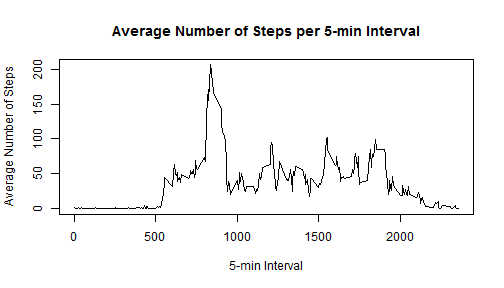 Average Number of Steps per 5-min Interval
Average Number of Steps
200
150
100
50
0
0 500 1000 1500 2000
5-min Interval